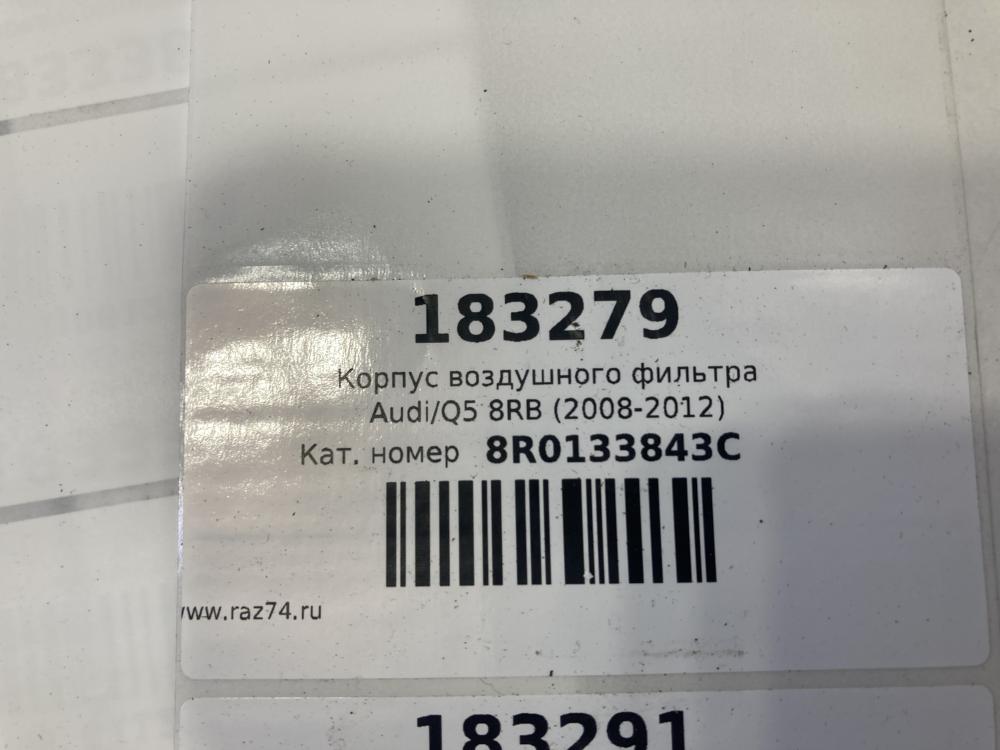 183279
Корпус воздушного фильтра
Audi/Q5 8RB (2008-2012)
Кат. номер 8R0133843C
www.raz74.ru
183291